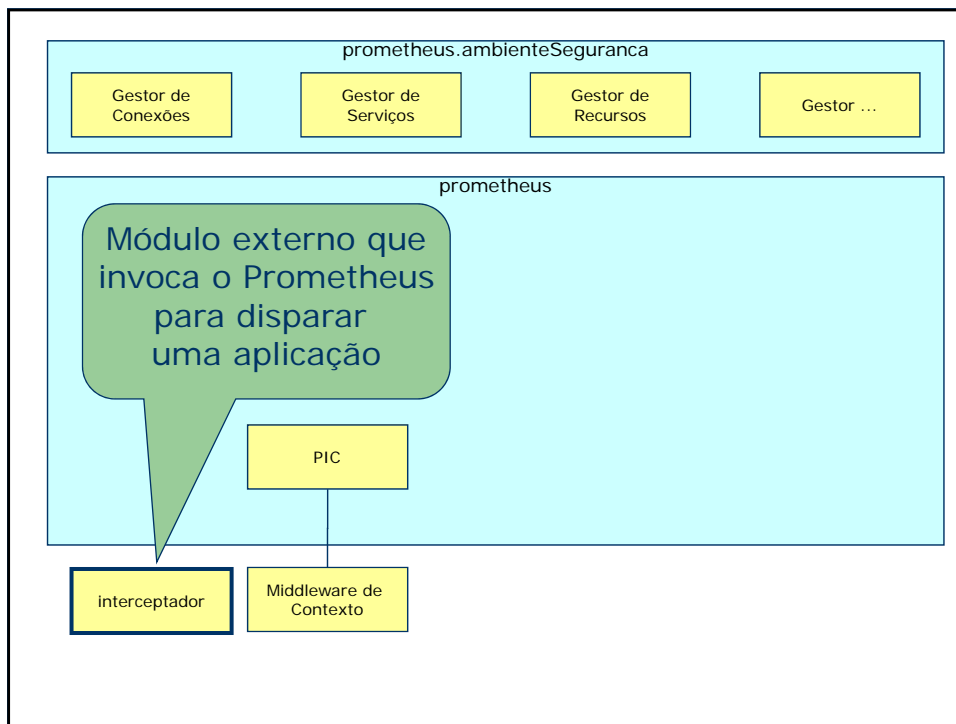 prometheus.ambienteSeguranca
Gestor de
Conexões
Gestor de
Serviços
Gestor de
Recursos
Gestor ...
prometheus
Módulo externo que
invoca o Prometheus
para disparar
uma aplicação
PIC
interceptador
Middleware de
Contexto